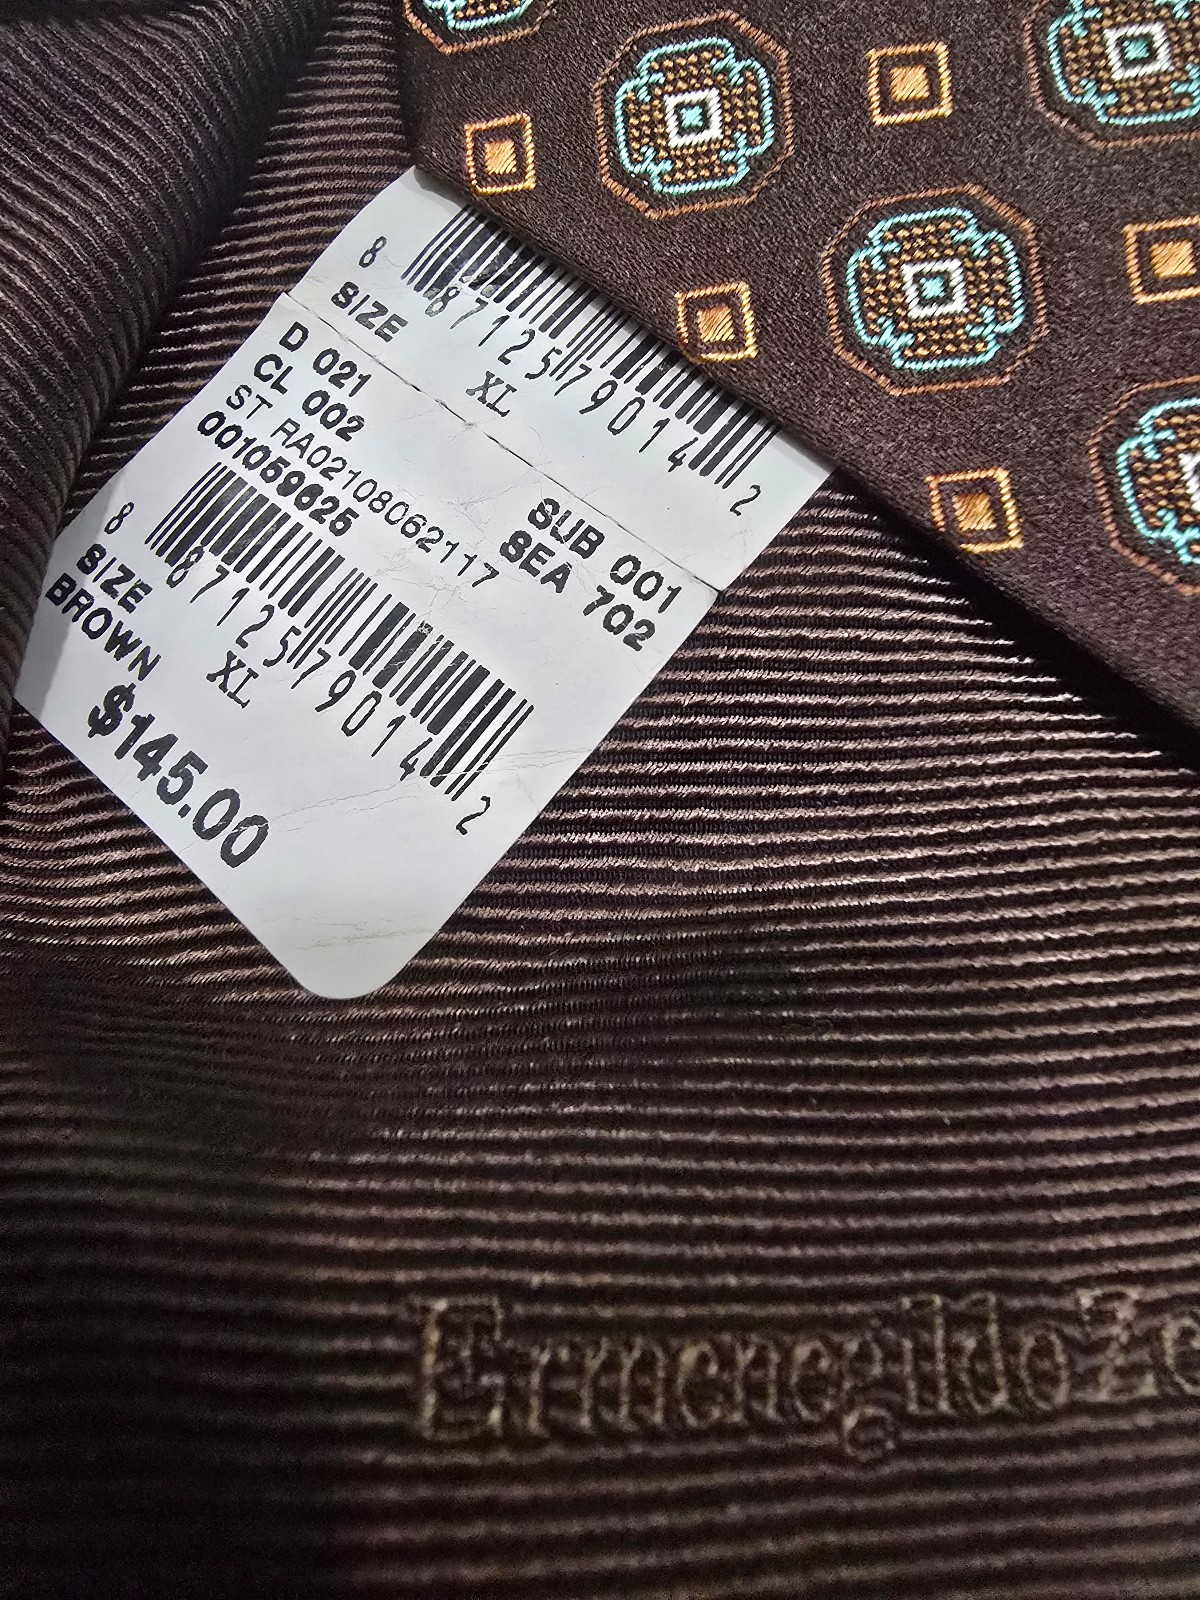 8 87125 79014 2
SIZE XL
D 021 SUB 001
CL 002 SEA 7Q2
ST RA02108062117
001059625
8 87125 79014 2
SIZE XL
BROWN
$145.00
Ermenegildo Ze